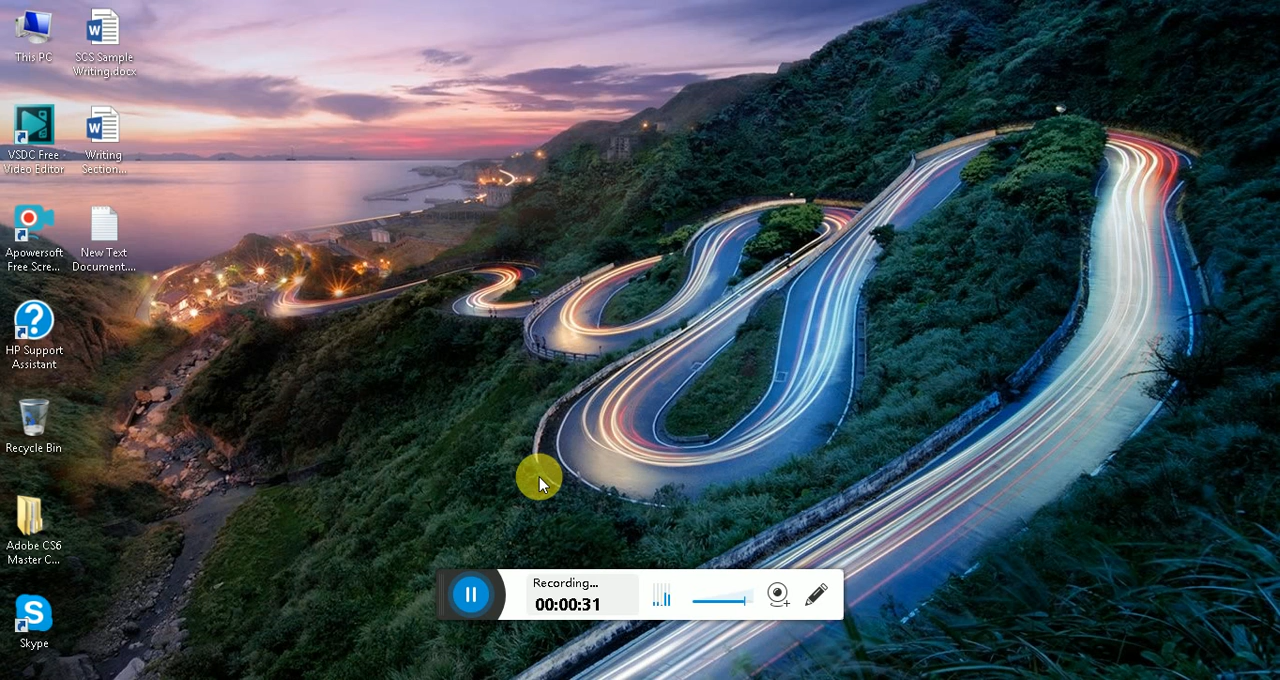 This PC
SCS Sample
Writing.docx
VSDC Free
Video Editor
Writing
Section...
Apowersoft
Free Scre...
New Text
Document....
HP Support
Assistant
Recycle Bin
Adobe CS6
Master C...
Skype
Recording...
00:00:31